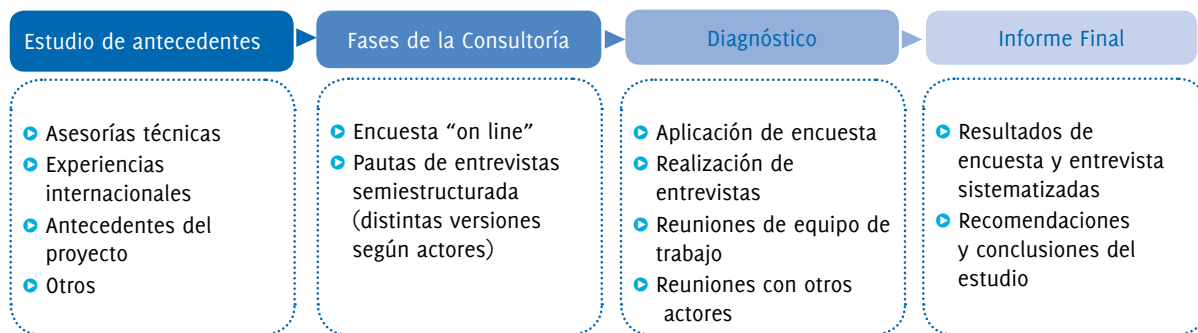 Estudio de antecedentes
Asesorías técnicas
Experiencias
internacionales
Antecedentes del
proyecto
Otros
Fases de la Consultoría
Encuesta “on line”
Pautas de entrevistas
semiestructurada
(distintas versiones
según actores)
Diagnóstico
Aplicación de encuesta
Realización de
entrevistas
Reuniones de equipo de
trabajo
Reuniones con otros
actores
Informe Final
Resultados de
encuesta y entrevista
sistematizadas
Recomendaciones
y conclusiones del
estudio